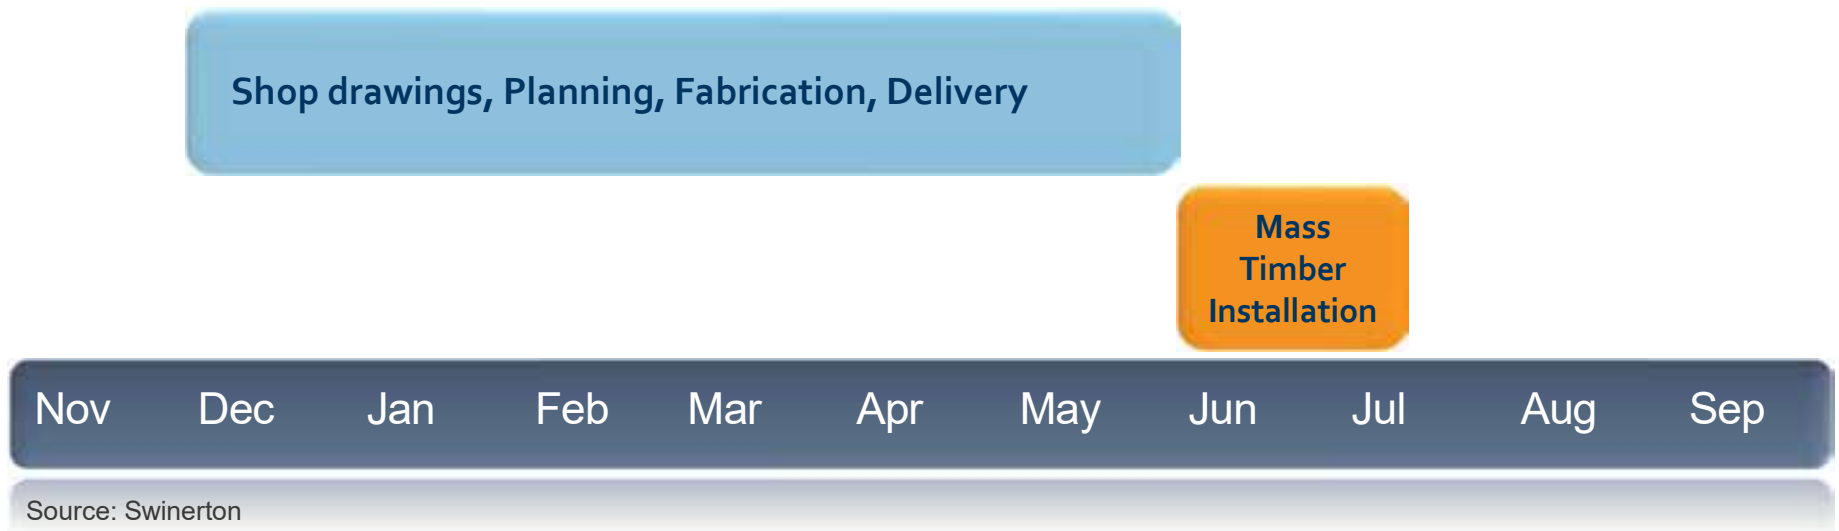 Shop drawings, Planning, Fabrication, Delivery
Mass
Timber
Installation
Nov Dec Jan Feb Mar Apr May Jun Jul Aug Sep
Source: Swinerton